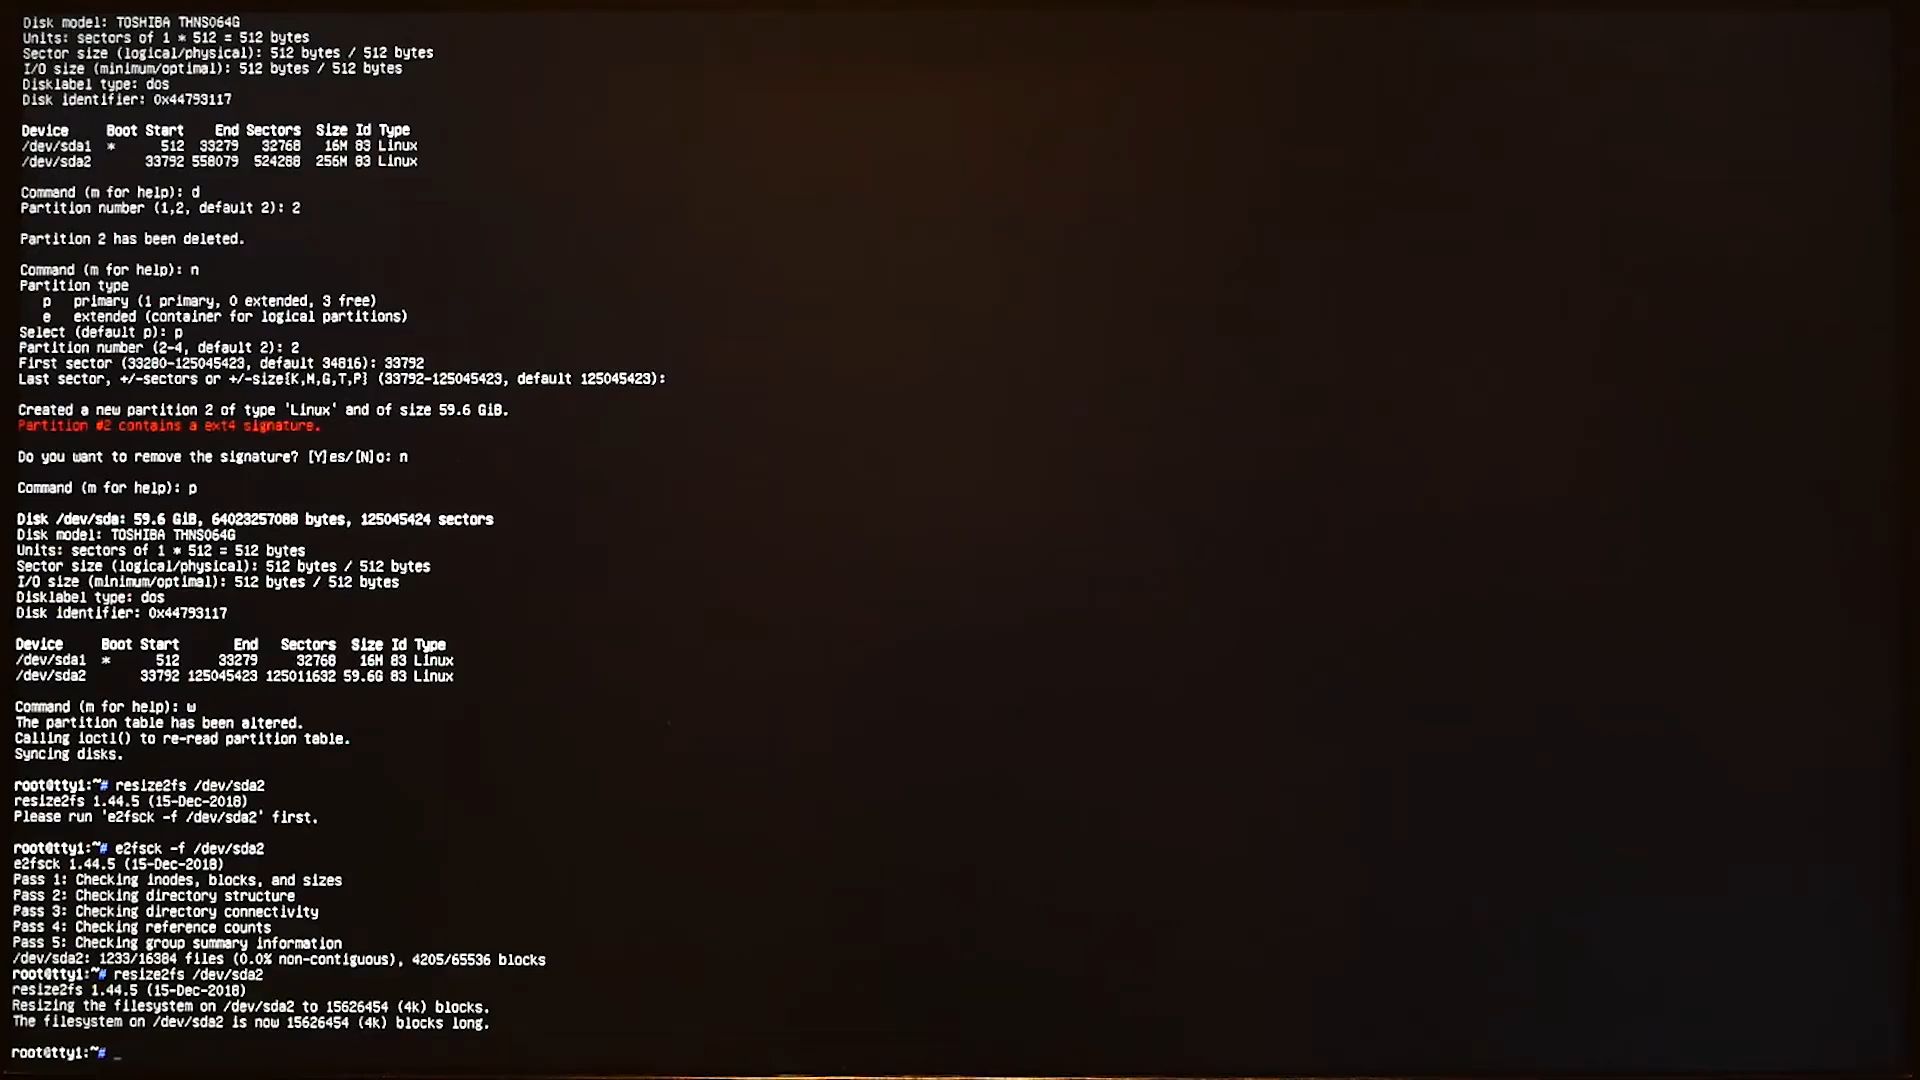 Disk model: TOSHIBA THNS064G
Units: sectors of 1 * 512 = 512 bytes
Sector size (logical/physical): 512 bytes / 512 bytes
I/O size (minimum/optimal): 512 bytes / 512 bytes
Disklabel type: dos
Disk identifier: 0x44793117
Device     Boot Start    End Sectors  Size Id Type
/dev/sda1  *      512  33279   32768   16M 83 Linux
/dev/sda2       33792 558079  524288  256M 83 Linux
Command (m for help): d
Partition number (1,2, default 2): 2
Partition 2 has been deleted.
Command (m for help): n
Partition type
   p   primary (1 primary, 0 extended, 3 free)
   e   extended (container for logical partitions)
Select (default p): p
Partition number (2-4, default 2): 2
First sector (33280-125045423, default 34816): 33792
Last sector, +/-sectors or +/-size{K,M,G,T,P} (33792-125045423, default 125045423):
Created a new partition 2 of type 'Linux' and of size 59.6 GiB.
Partition #2 contains a ext4 signature.
Do you want to remove the signature? [Y]es/[N]o: n
Command (m for help): p
Disk /dev/sda: 59.6 GiB, 64023257088 bytes, 125045424 sectors
Disk model: TOSHIBA THNS064G
Units: sectors of 1 * 512 = 512 bytes
Sector size (logical/physical): 512 bytes / 512 bytes
I/O size (minimum/optimal): 512 bytes / 512 bytes
Disklabel type: dos
Disk identifier: 0x44793117
Device     Boot Start       End   Sectors  Size Id Type
/dev/sda1  *      512     33279     32768   16M 83 Linux
/dev/sda2       33792 125045423 125011632 59.6G 83 Linux
Command (m for help): w
The partition table has been altered.
Calling ioctl() to re-read partition table.
Syncing disks.
root@tty1:~# resize2fs /dev/sda2
resize2fs 1.44.5 (15-Dec-2018)
Please run 'e2fsck -f /dev/sda2' first.
root@tty1:~# e2fsck -f /dev/sda2
e2fsck 1.44.5 (15-Dec-2018)
Pass 1: Checking inodes, blocks, and sizes
Pass 2: Checking directory structure
Pass 3: Checking directory connectivity
Pass 4: Checking reference counts
Pass 5: Checking group summary information
/dev/sda2: 1233/16384 files (0.0% non-contiguous), 4205/65536 blocks
root@tty1:~# resize2fs /dev/sda2
resize2fs 1.44.5 (15-Dec-2018)
Resizing the filesystem on /dev/sda2 to 15626454 (4k) blocks.
The filesystem on /dev/sda2 is now 15626454 (4k) blocks long.
root@tty1:~# _